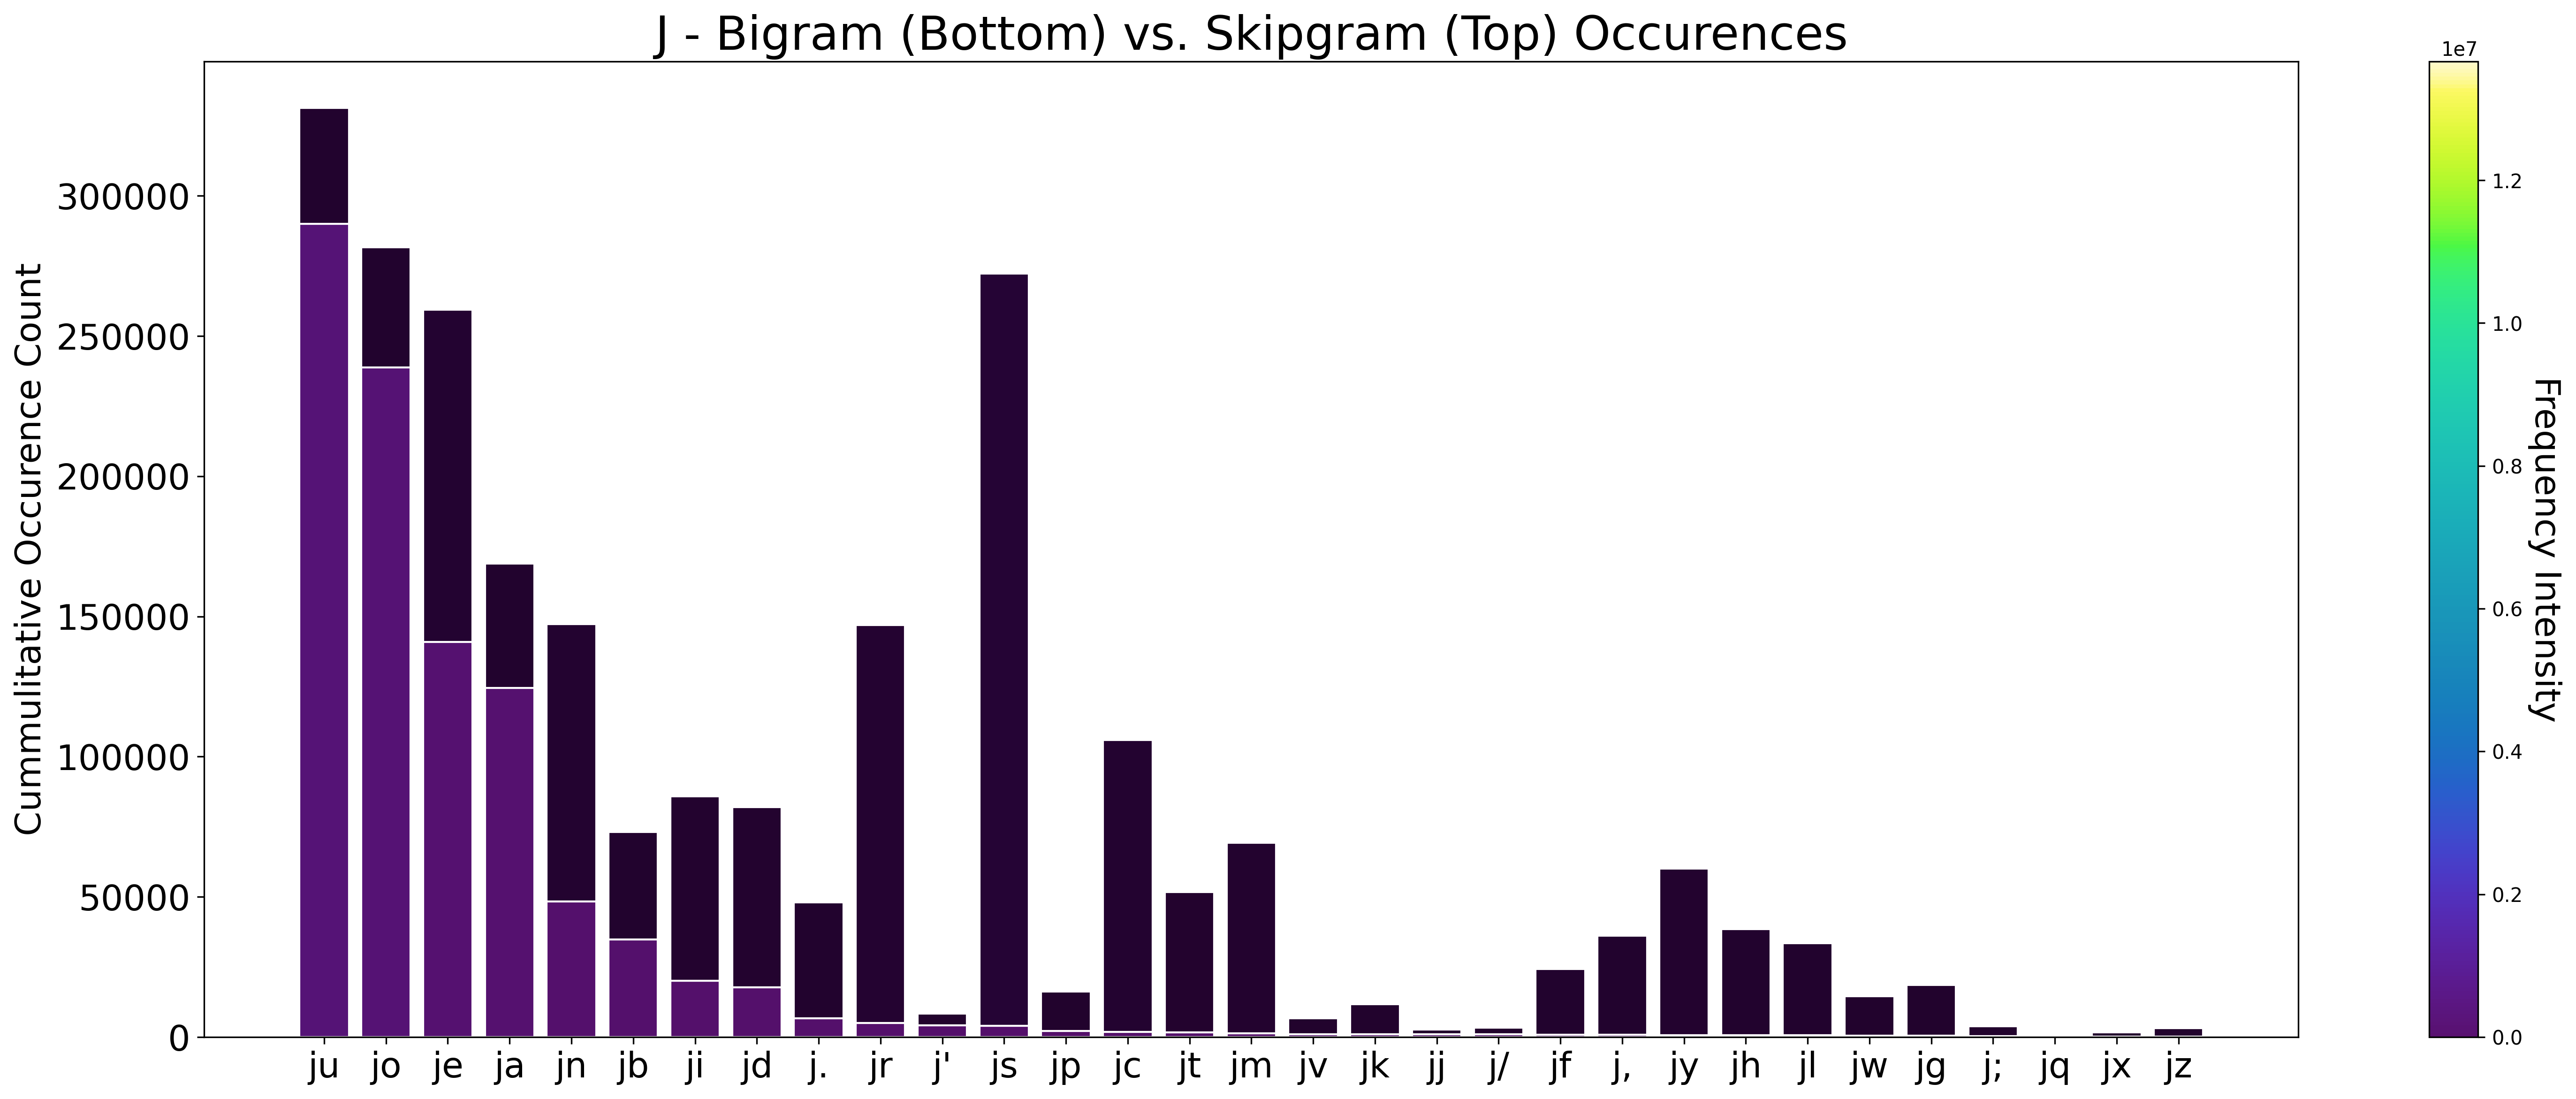 J - Bigram (Bottom) vs. Skipgram (Top) Occurences
1e7
Cummulitative Occurence Count
300000
250000
200000
150000
100000
50000
0
ju jo je ja jn jb ji jd j. jr j' js jp jc jt jm jv jk jj j/ jf j, jy jh jl jw jg j; jq jx jz
1.2
1.0
0.8
0.6
0.4
0.2
0.0
Frequency Intensity